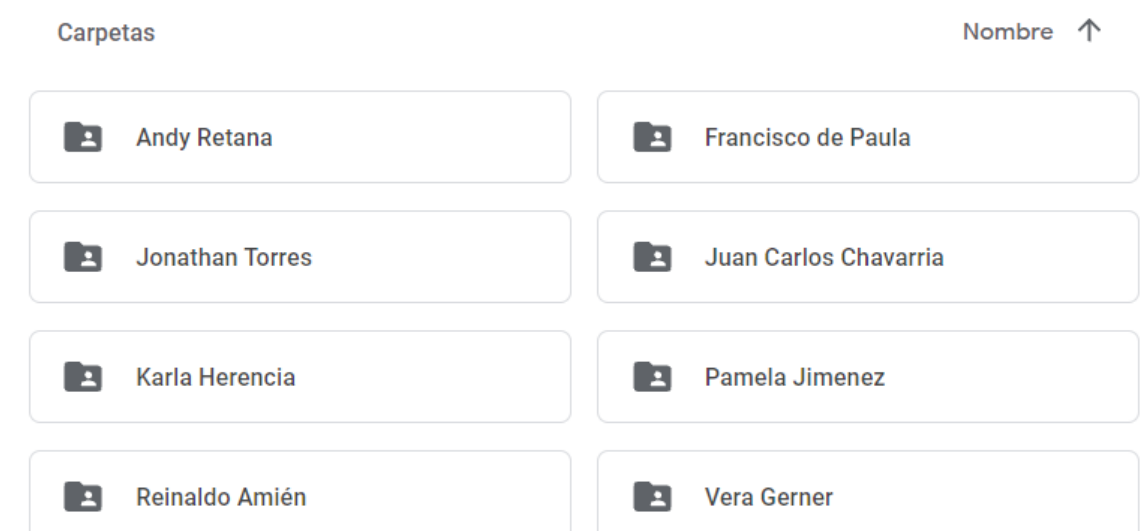 Carpetas Nombre
Andy Retana Francisco de Paula
Jonathan Torres Juan Carlos Chavarria
Karla Herencia Pamela Jimenez
Reinaldo Amién Vera Gerner